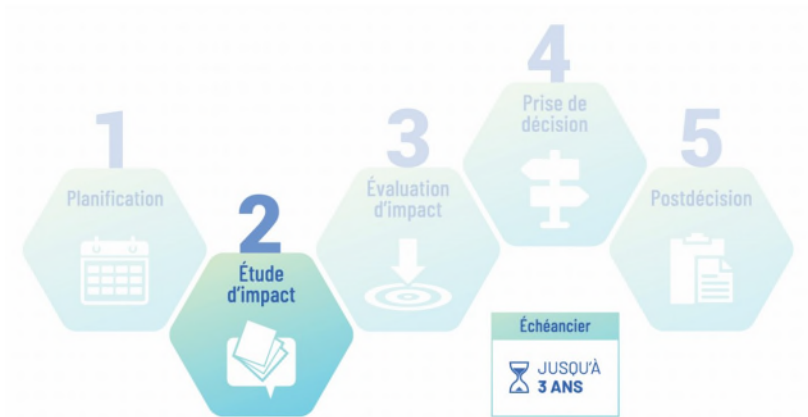 1
Planification
2
Étude
d'impact
3
Évaluation
d'impact
4
Prise de
décision
5
Postdécision
Échéancier
JUSQU'À
3 ANS